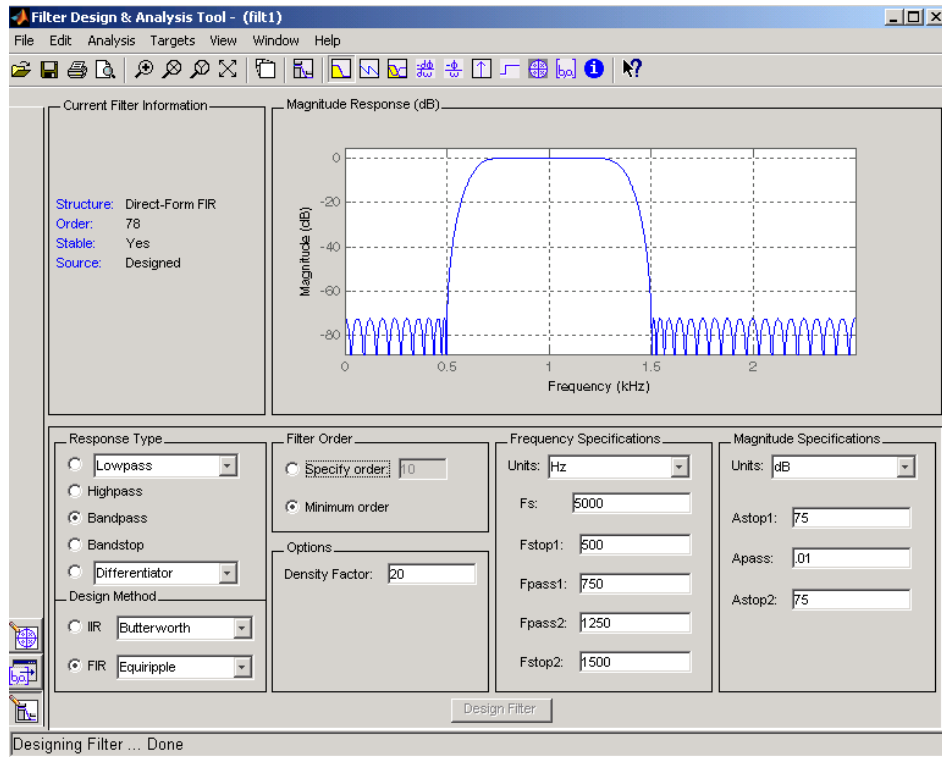 Filter Design & Analysis Tool - (filt1)
File Edit Analysis Targets View Window Help
Current Filter Information
Structure: Direct-Form FIR
Order: 78
Stable: Yes
Source: Designed
Magnitude Response (dB)
0
-20
-40
-60
-80
Magnitude (dB)
0 0.5 1 1.5 2
Frequency (kHz)
Response Type
Lowpass
Highpass
Bandpass
Bandstop
Differentiator
Design Method
IIR Butterworth
FIR Equiripple
Filter Order
Specify order: 10
Minimum order
Options
Density Factor: 20
Frequency Specifications
Units: Hz
Fs: 5000
Fstop1: 500
Fpass1: 750
Fpass2: 1250
Fstop2: 1500
Magnitude Specifications
Units: dB
Astop1: 75
Apass: .01
Astop2: 75
Design Filter
Designing Filter ... Done